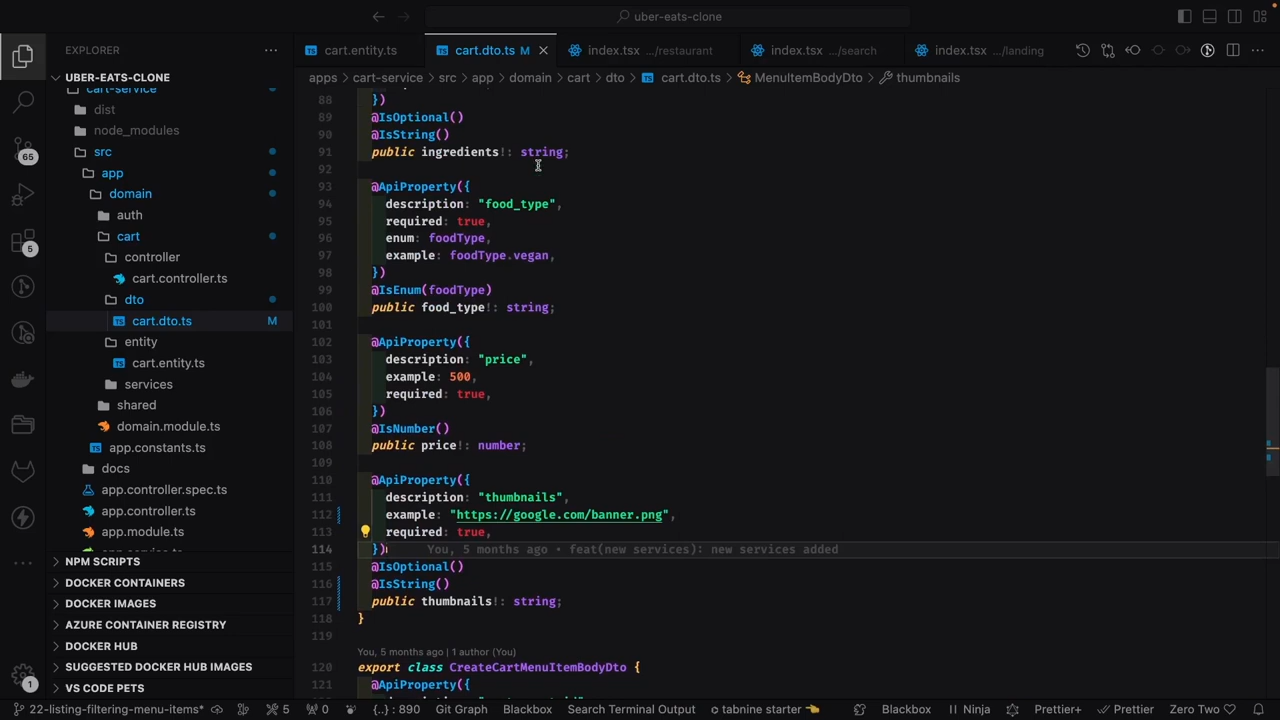 uber-eats-clone
EXPLORER
UBER-EATS-CLONE
cart-service
dist
node_modules
src
app
domain
auth
cart
controller
cart.controller.ts
dto
cart.dto.ts M
entity
cart.entity.ts
services
shared
domain.module.ts
app.constants.ts
docs
app.controller.spec.ts
app.controller.ts
app.module.ts
NPM SCRIPTS
DOCKER CONTAINERS
DOCKER IMAGES
AZURE CONTAINER REGISTRY
DOCKER HUB
SUGGESTED DOCKER HUB IMAGES
VS CODE PETS
65
5
1
cart.entity.ts cart.dto.ts M index.tsx .../restaurant index.tsx .../search index.tsx .../landing
apps > cart-service > src > app > domain > cart > dto > cart.dto.ts > MenuItemBodyDto > thumbnails
88 })
89 @IsOptional()
90 @IsString()
91 public ingredients!: string;
92
93 @ApiProperty({
94 description: "food_type",
95 required: true,
96 enum: foodType,
97 example: foodType.vegan,
98 })
99 @IsEnum(foodType)
100 public food_type!: string;
101
102 @ApiProperty({
103 description: "price",
104 example: 500,
105 required: true,
106 })
107 @IsNumber()
108 public price!: number;
109
110 @ApiProperty({
111 description: "thumbnails",
112 example: "https://google.com/banner.png",
113 required: true,
114 }) You, 5 months ago • feat(new services): new services added
115 @IsOptional()
116 @IsString()
117 public thumbnails!: string;
118 }
119
You, 5 months ago | 1 author (You)
120 export class CreateCartMenuItemBodyDto {
121 @ApiProperty({
22-listing-filtering-menu-items* 5 0 {..} : 890 Git Graph Blackbox Search Terminal Output tabnine starter Blackbox Ninja Prettier+ Prettier Zero Two